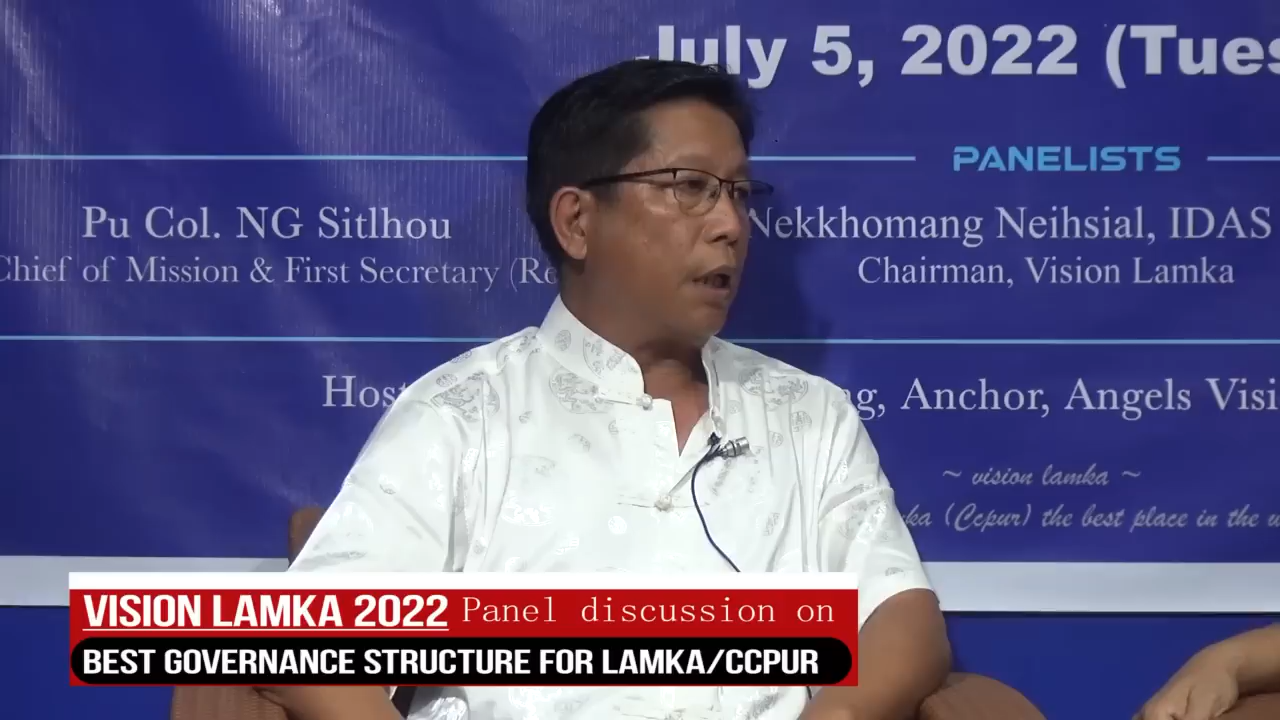 July 5, 2022 (Tues
PANELISTS
Pu Col. NG Sitlhou
Nekkhomang Neihsial, IDAS
Chief of Mission & First Secretary (Re
Chairman, Vision Lamka
Host
ng, Anchor, Angels Visi
~ vision lamka ~
ka (Ccpur) the best place in the w
VISION LAMKA 2022 Panel discussion on
BEST GOVERNANCE STRUCTURE FOR LAMKA/CCPUR